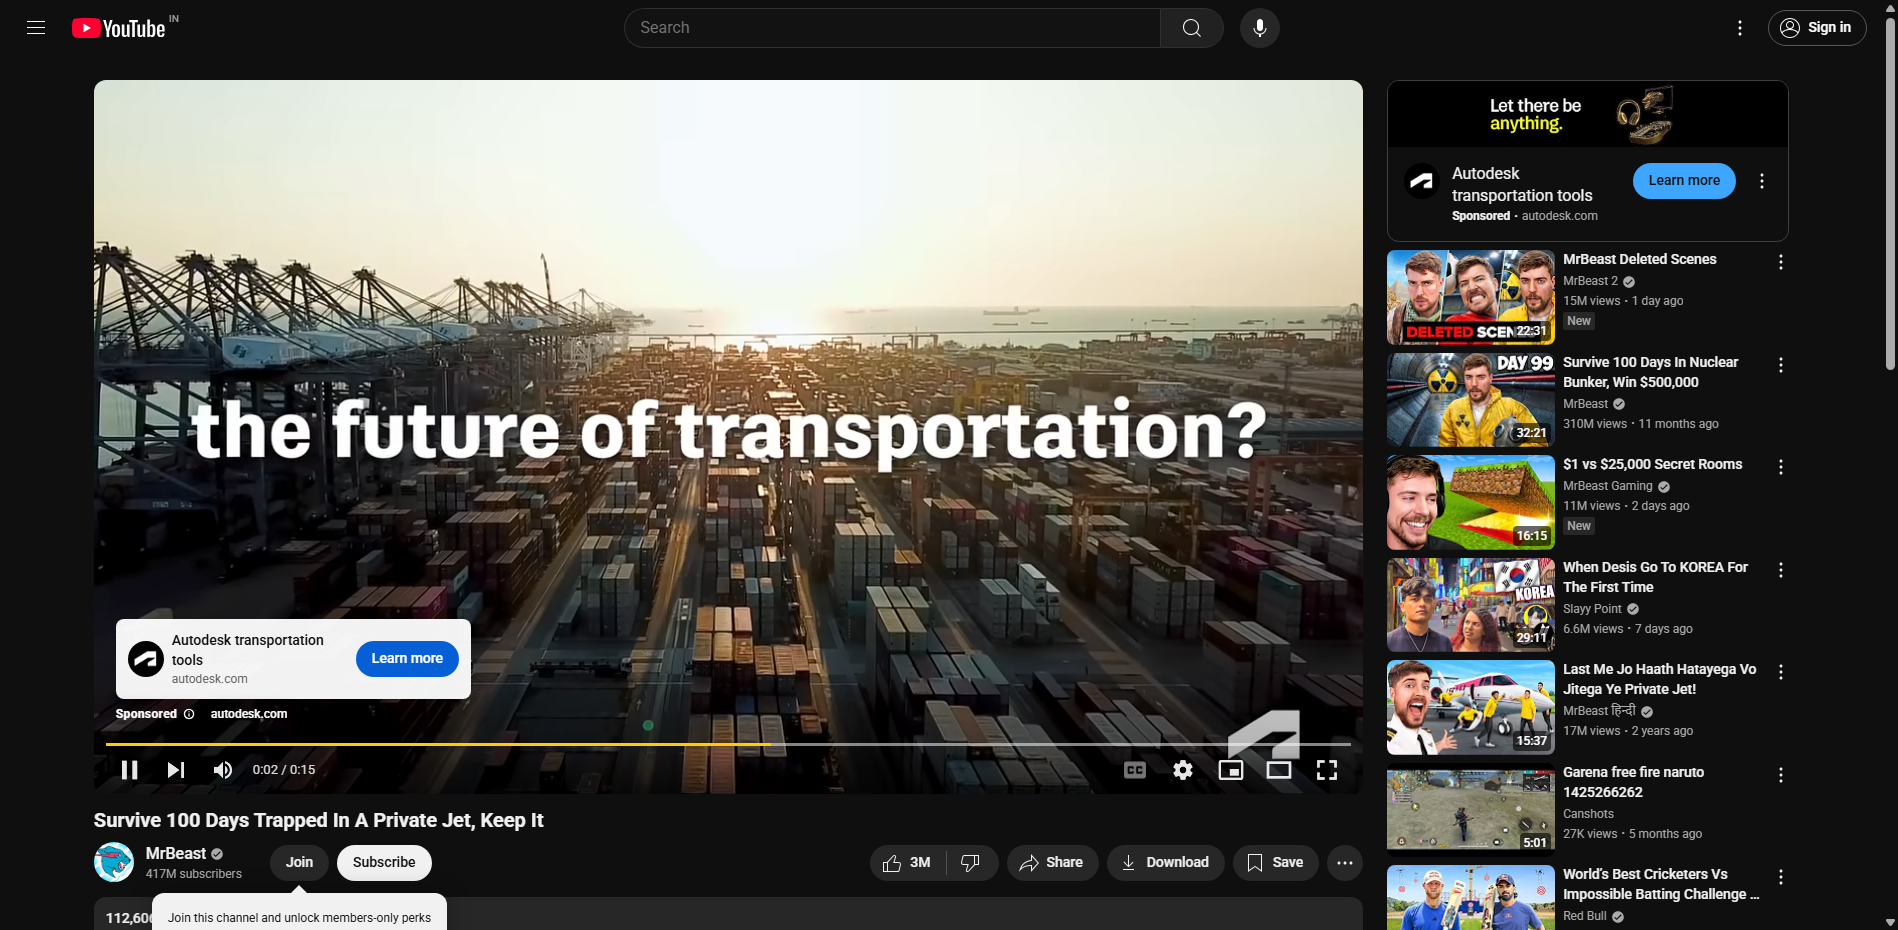 YouTube IN
Search
Sign in
the future of transportation?
Autodesk transportation
tools
autodesk.com
Learn more
Sponsored autodesk.com
0:02 / 0:15
CC
Survive 100 Days Trapped In A Private Jet, Keep It
MrBeast
417M subscribers
Join
Subscribe
3M
Share
Download
Save
Join this channel and unlock members-only perks
Let there be
anything.
Autodesk
transportation tools
Sponsored · autodesk.com
Learn more
DELETED
22:31
MrBeast Deleted Scenes
MrBeast 2
15M views · 1 day ago
New
DAY 99
32:21
Survive 100 Days In Nuclear
Bunker, Win $500,000
MrBeast
310M views · 11 months ago
16:15
$1 vs $25,000 Secret Rooms
MrBeast Gaming
11M views · 2 days ago
New
KOREA
29:11
When Desis Go To KOREA For
The First Time
Slayy Point
6.6M views · 7 days ago
15:37
Last Me Jo Haath Hatayega Vo
Jitega Ye Private Jet!
MrBeast हिन्दी
17M views · 2 years ago
5:01
Garena free fire naruto
1425266262
Canshots
27K views · 5 months ago
World's Best Cricketers Vs
Impossible Batting Challenge ...
Red Bull